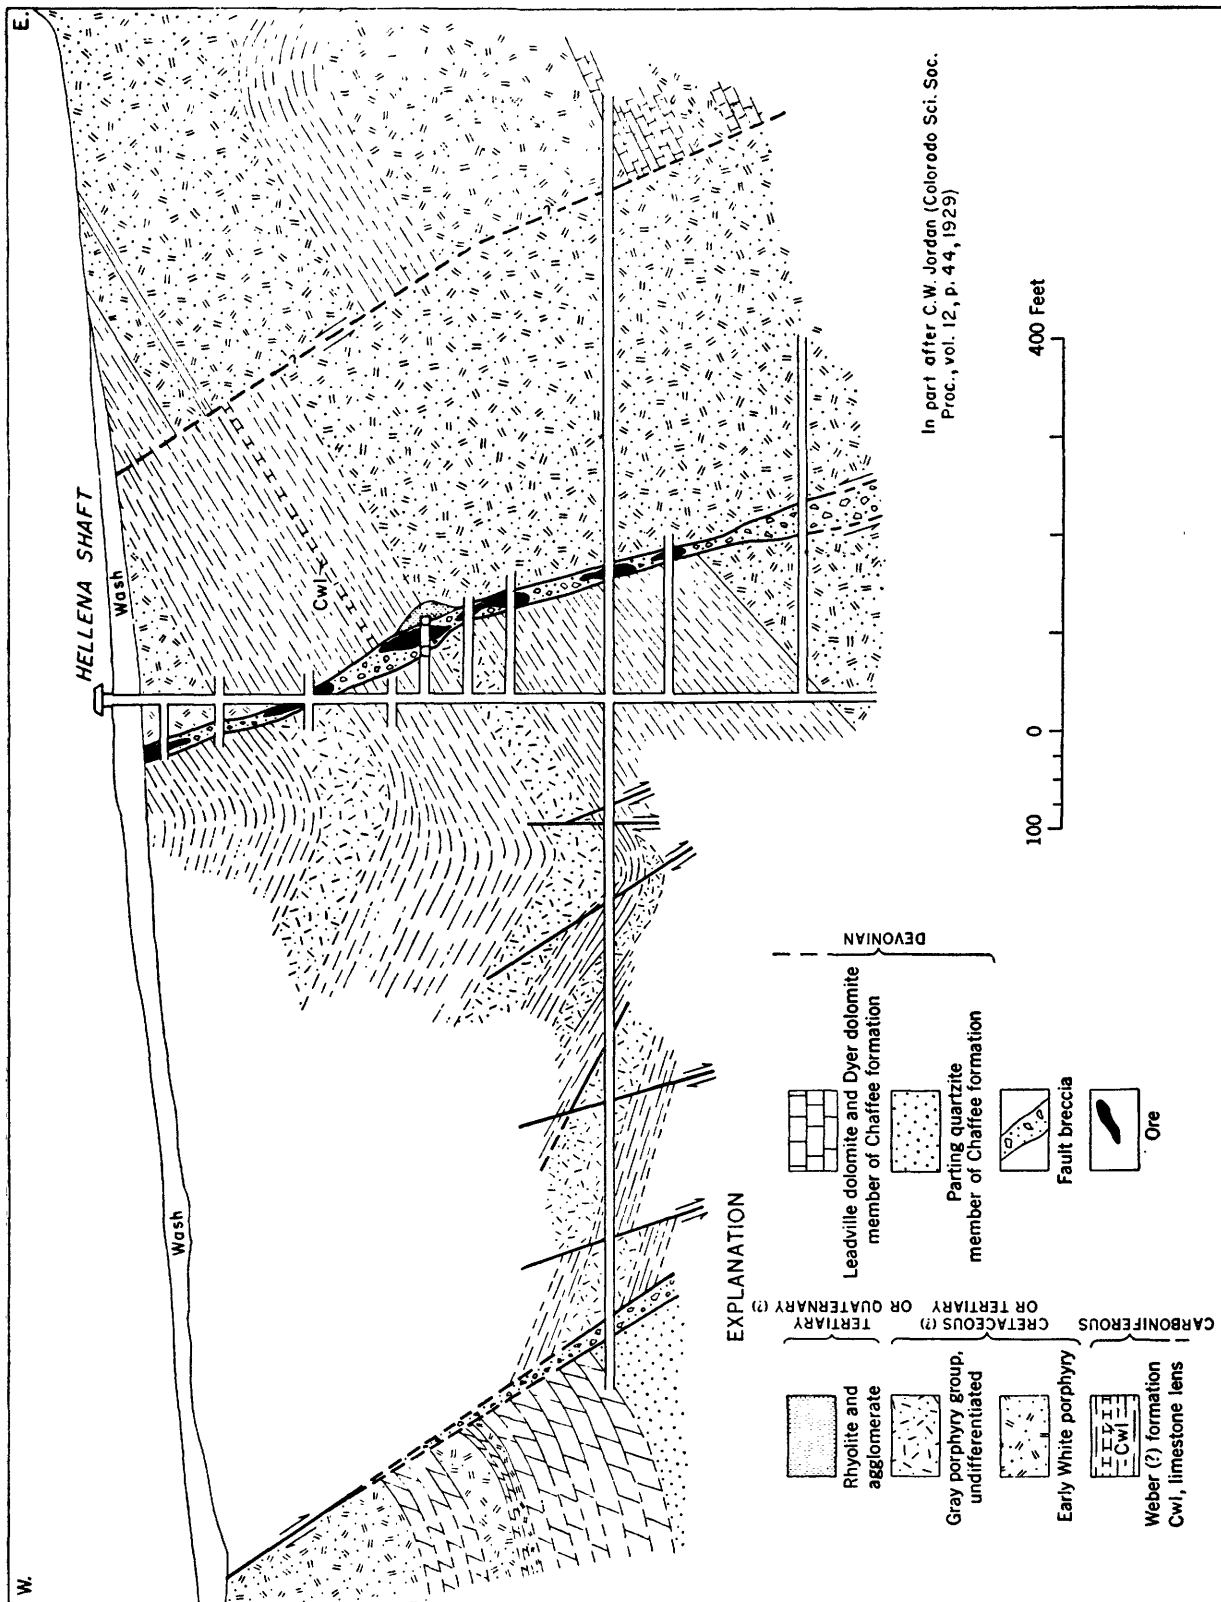 W.
E.
HELLENA SHAFT
Wash
Wash
Cwl
?
?
In part after C.W. Jordan (Colorodo Sci. Soc.
Proc., vol. 12, p. 44, 1929)
100
0
400 Feet
EXPLANATION
Rhyolite and
agglomerate
TERTIARY
OR QUATERNARY (?)
Gray porphyry group,
undifferentiated
Early White porphyry
CRETACEOUS (?)
OR TERTIARY
Cwl
Weber (?) formation
Cwl, limestone lens
CARBONIFEROUS
Leadville dolomite and Dyer dolomite
member of Chaffee formation
Parting quartzite
member of Chaffee formation
DEVONIAN
Fault breccia
Ore